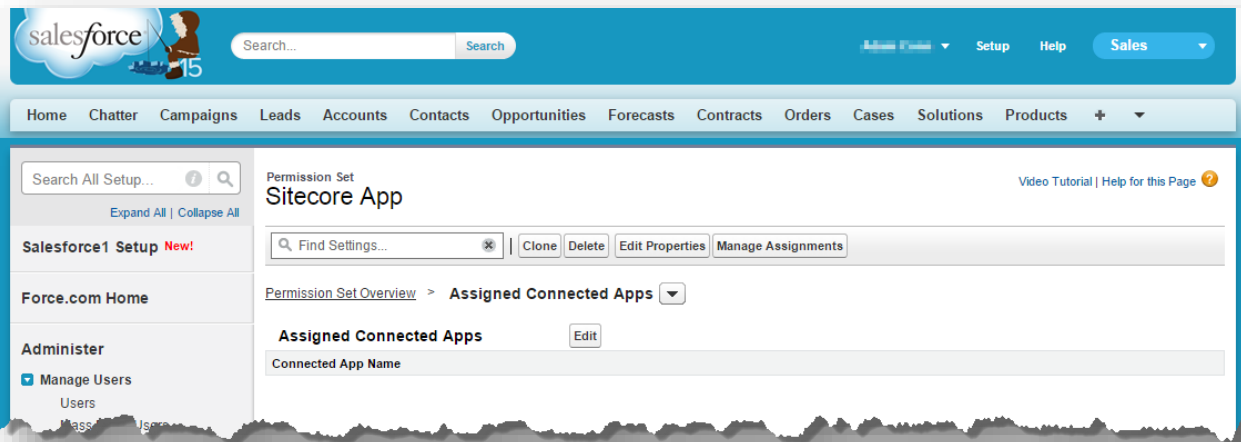 salesforce
15
Search...
Search
Setup
Help
Sales
Home Chatter Campaigns Leads Accounts Contacts Opportunities Forecasts Contracts Orders Cases Solutions Products +
Search All Setup...
Expand All | Collapse All
Salesforce1 Setup New!
Force.com Home
Administer
Manage Users
Users
Permission Set
Sitecore App
Video Tutorial | Help for this Page ?
Find Settings...
Clone Delete Edit Properties Manage Assignments
Permission Set Overview > Assigned Connected Apps
Assigned Connected Apps Edit
Connected App Name